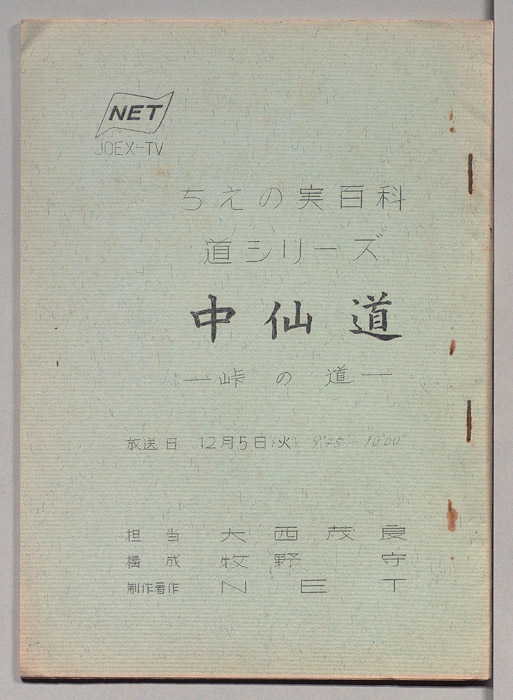 NET
JOEX-TV
ちえの実百科
道シリーズ
中仙道
―峠の道―
放送日 12月5日(火) 9:45 10:00
担当 大西茂良
構成 牧野守
制作著作 NET